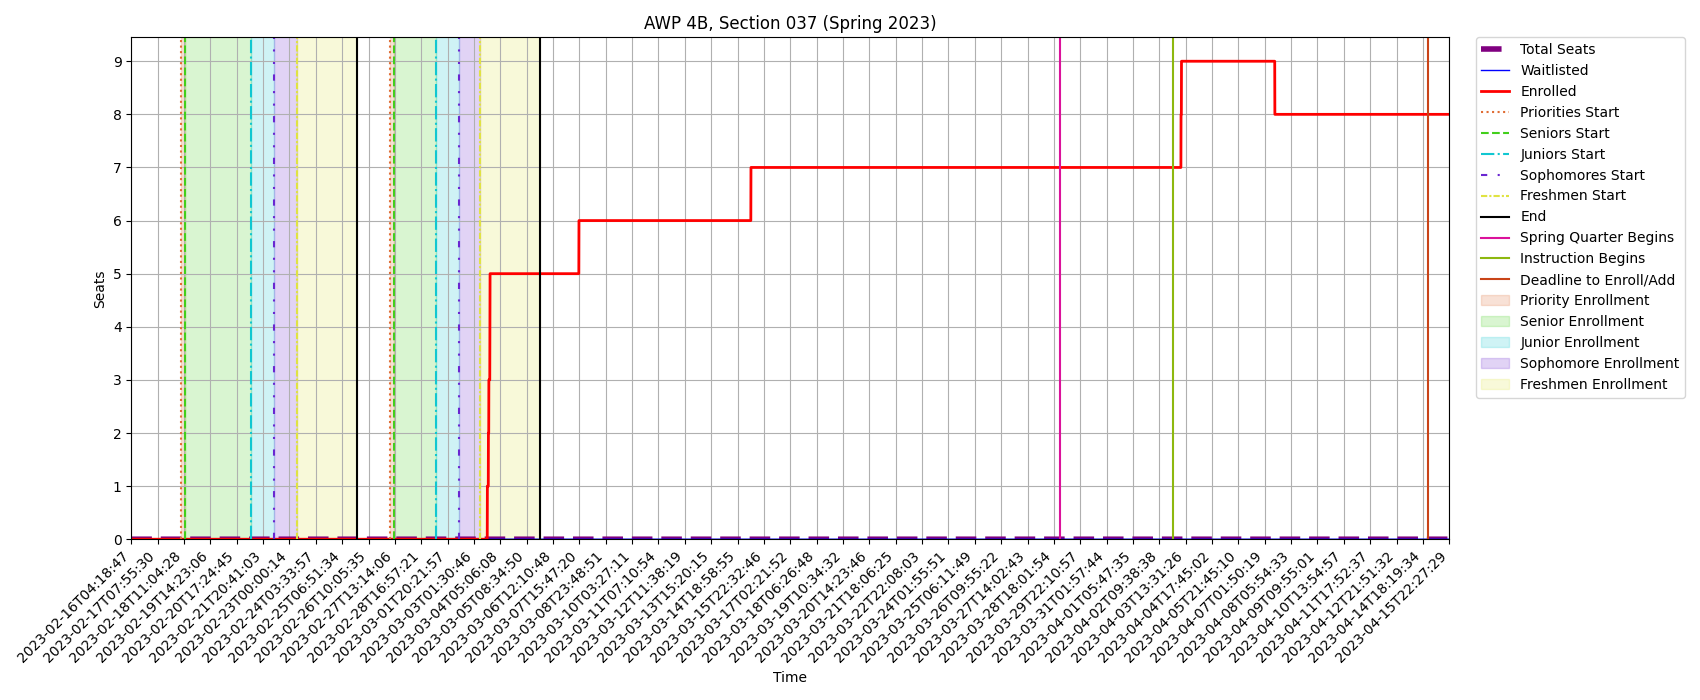 AWP 4B, Section 037 (Spring 2023)
Seats
9
8
7
6
5
4
3
2
1
0
2023-02-16T04:18:47
2023-02-17T07:55:30
2023-02-18T11:04:28
2023-02-19T14:23:06
2023-02-20T17:24:45
2023-02-21T20:41:03
2023-02-23T00:00:14
2023-02-24T03:33:57
2023-02-25T06:51:34
2023-02-26T10:05:35
2023-02-27T13:14:06
2023-02-28T16:57:21
2023-03-01T20:21:57
2023-03-03T01:30:46
2023-03-04T05:06:08
2023-03-05T08:34:50
2023-03-06T12:10:48
2023-03-07T15:47:20
2023-03-08T23:48:51
2023-03-10T03:27:11
2023-03-11T07:10:54
2023-03-12T11:38:19
2023-03-13T15:20:15
2023-03-14T18:58:55
2023-03-15T22:32:46
2023-03-17T02:21:52
2023-03-18T06:26:48
2023-03-19T10:34:32
2023-03-20T14:23:46
2023-03-21T18:06:25
2023-03-22T22:08:03
2023-03-24T01:55:51
2023-03-25T06:11:49
2023-03-26T09:55:22
2023-03-27T14:02:43
2023-03-28T18:01:54
2023-03-29T22:10:57
2023-03-31T01:57:44
2023-04-01T05:47:35
2023-04-02T09:38:38
2023-04-03T13:31:26
2023-04-04T17:45:02
2023-04-05T21:45:10
2023-04-07T01:50:19
2023-04-08T05:54:33
2023-04-09T09:55:01
2023-04-10T13:54:57
2023-04-11T17:52:37
2023-04-12T21:51:32
2023-04-14T18:19:34
2023-04-15T22:27:29
Time
Total Seats
Waitlisted
Enrolled
Priorities Start
Seniors Start
Juniors Start
Sophomores Start
Freshmen Start
End
Spring Quarter Begins
Instruction Begins
Deadline to Enroll/Add
Priority Enrollment
Senior Enrollment
Junior Enrollment
Sophomore Enrollment
Freshmen Enrollment